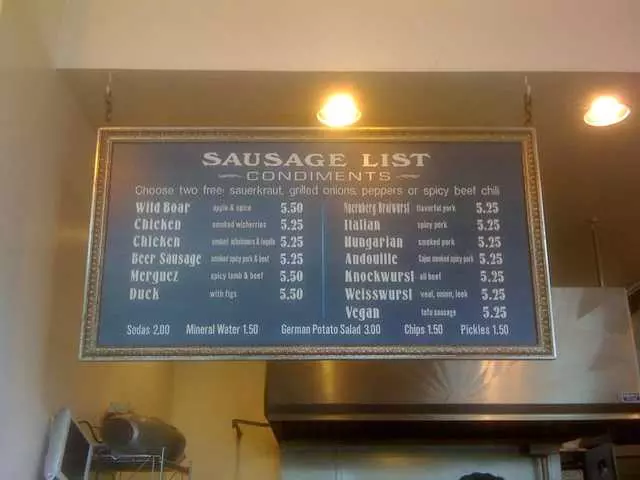 SAUSAGE LIST
CONDIMENTS
Choose two free: sauerkraut, grilled onions, peppers or spicy beef chili
Wild Boar apple & spice 5.50
Chicken smoked w/cherries 5.25
Chicken smoked 5.25
Beer Sausage smoked spicy pork & beef 5.25
Merguez spicy lamb & beef 5.50
Duck with figs 5.50
Nurnberg Bratwurst flavorful pork 5.25
Italian spicy pork 5.25
Hungarian smoked pork 5.25
Andouille Cajun smoked spicy pork 5.25
Knockwurst all beef 5.25
Weisswurst veal, onion, leek 5.25
Vegan tofu sausage 5.25
Sodas 2.00 Mineral Water 1.50 German Potato Salad 3.00 Chips 1.50 Pickles 1.50